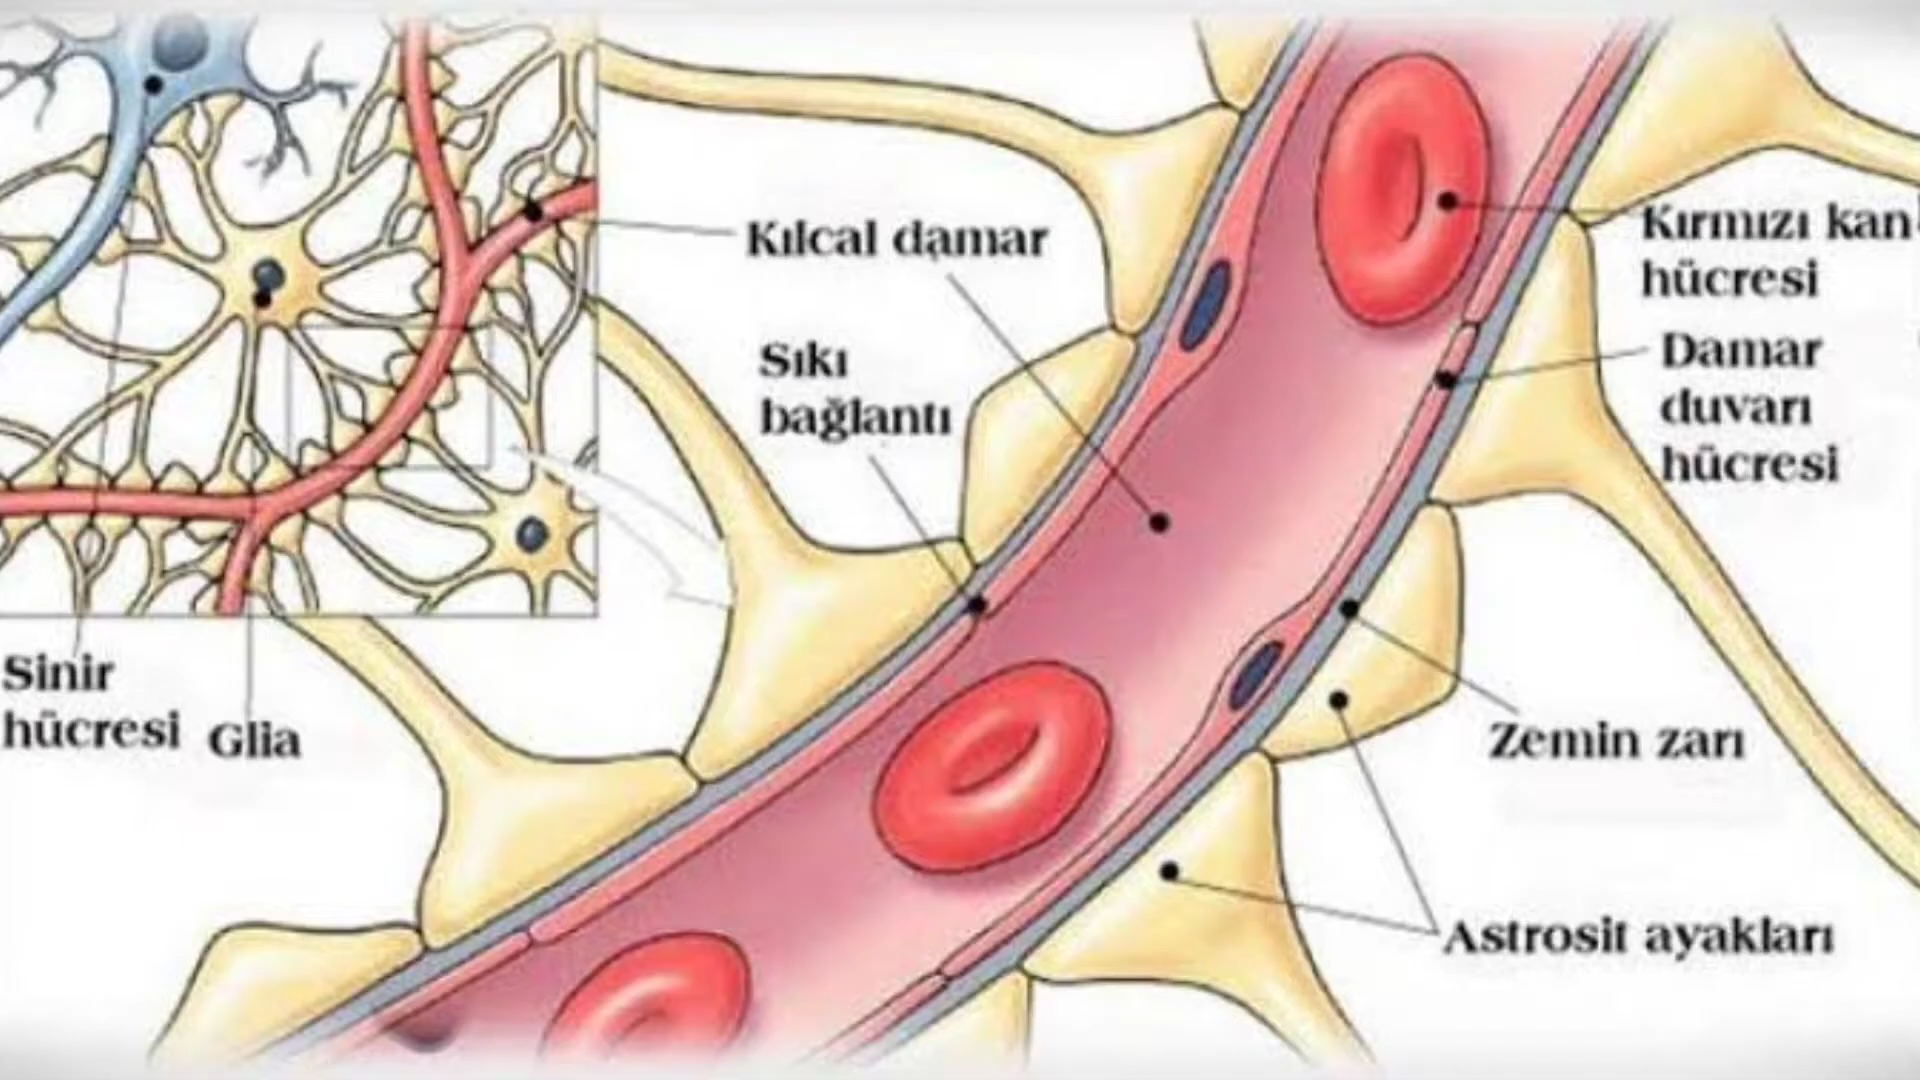 Kılcal damar
Sıkı
bağlantı
Kırmızı kan
hücresi
Damar
duvarı
hücresi
Sinir
hücresi
Glia
Zemin zarı
Astrosit ayakları